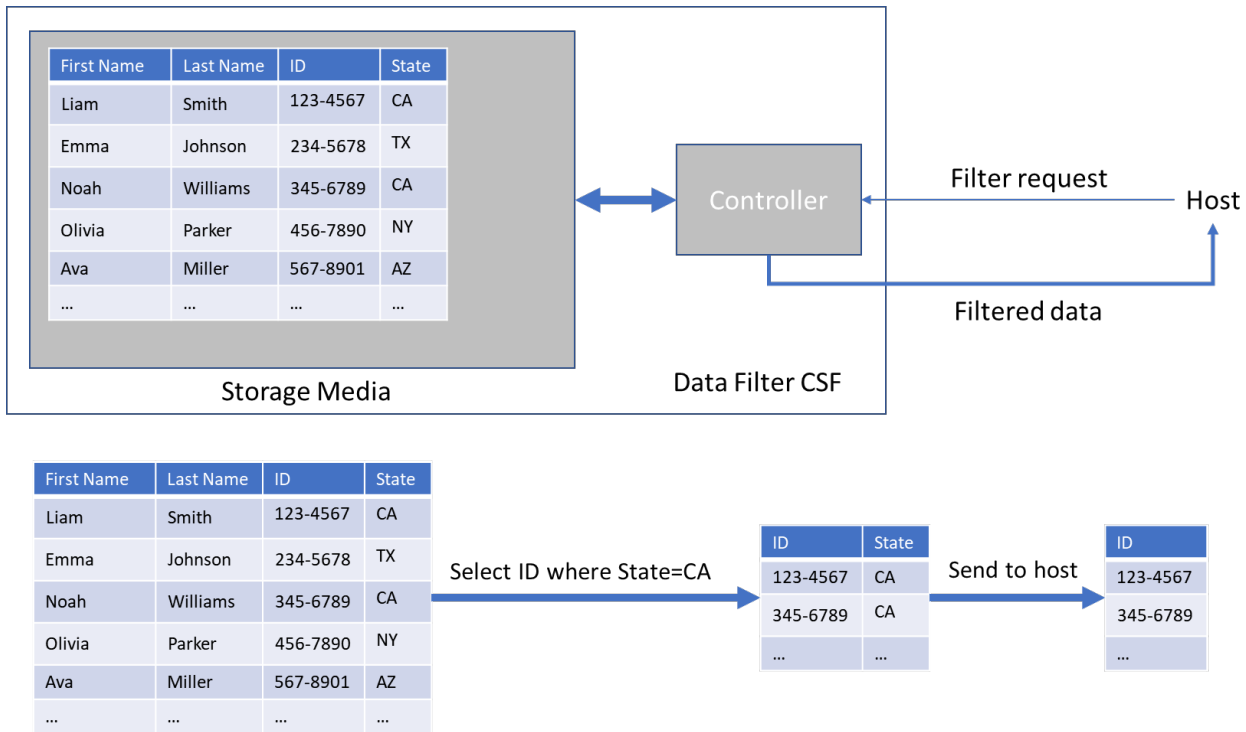 First Name Last Name ID State
Liam Smith 123-4567 CA
Emma Johnson 234-5678 TX
Noah Williams 345-6789 CA
Olivia Parker 456-7890 NY
Ava Miller 567-8901 AZ
... ... ... ...
Storage Media
Controller
Data Filter CSF
Filter request
Host
Filtered data
First Name Last Name ID State
Liam Smith 123-4567 CA
Emma Johnson 234-5678 TX
Noah Williams 345-6789 CA
Olivia Parker 456-7890 NY
Ava Miller 567-8901 AZ
... ... ... ...
Select ID where State=CA
ID State
123-4567 CA
345-6789 CA
... ...
Send to host
ID
123-4567
345-6789
...